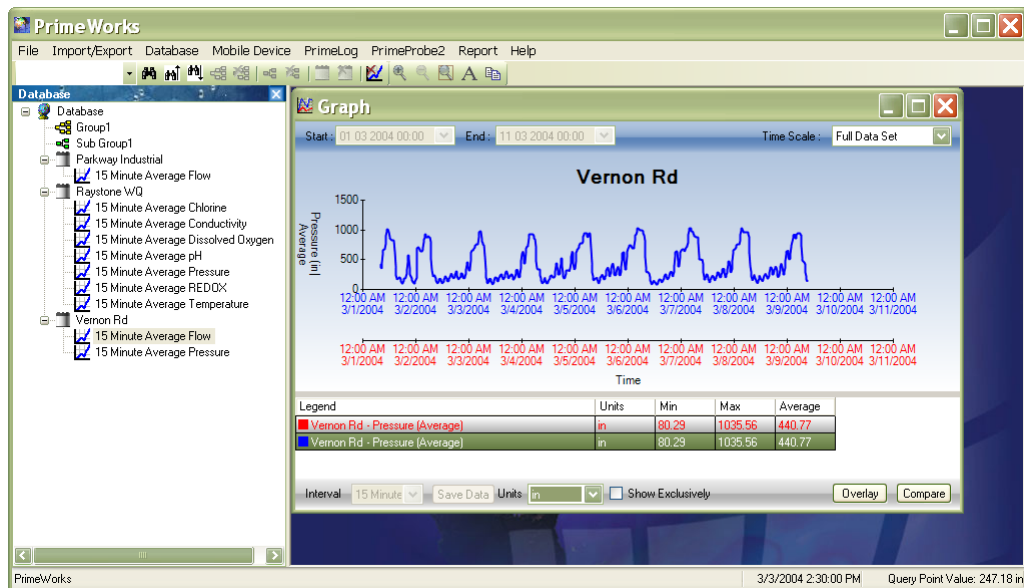 PrimeWorks
File Import/Export Database Mobile Device PrimeLog PrimeProbe2 Report Help
A
Database
Database
Group1
Sub Group1
Parkway Industrial
15 Minute Average Flow
Raystone WQ
15 Minute Average Chlorine
15 Minute Average Conductivity
15 Minute Average Dissolved Oxygen
15 Minute Average pH
15 Minute Average Pressure
15 Minute Average REDOX
15 Minute Average Temperature
Vernon Rd
15 Minute Average Flow
15 Minute Average Pressure
Graph
Start : 01 03 2004 00:00 End : 11 03 2004 00:00 Time Scale : Full Data Set
Vernon Rd
Pressure (in)
Average
1500
1000
500
0
12:00 AM 12:00 AM 12:00 AM 12:00 AM 12:00 AM 12:00 AM 12:00 AM 12:00 AM 12:00 AM 12:00 AM 12:00 AM
3/1/2004 3/2/2004 3/3/2004 3/4/2004 3/5/2004 3/6/2004 3/7/2004 3/8/2004 3/9/2004 3/10/2004 3/11/2004
12:00 AM 12:00 AM 12:00 AM 12:00 AM 12:00 AM 12:00 AM 12:00 AM 12:00 AM 12:00 AM 12:00 AM 12:00 AM
3/1/2004 3/2/2004 3/3/2004 3/4/2004 3/5/2004 3/6/2004 3/7/2004 3/8/2004 3/9/2004 3/10/2004 3/11/2004
Time
Legend Units Min Max Average
Vernon Rd - Pressure (Average) in 80.29 1035.56 440.77
Vernon Rd - Pressure (Average) in 80.29 1035.56 440.77
Interval 15 Minute Save Data Units in Show Exclusively Overlay Compare
PrimeWorks 3/3/2004 2:30:00 PM Query Point Value: 247.18 in